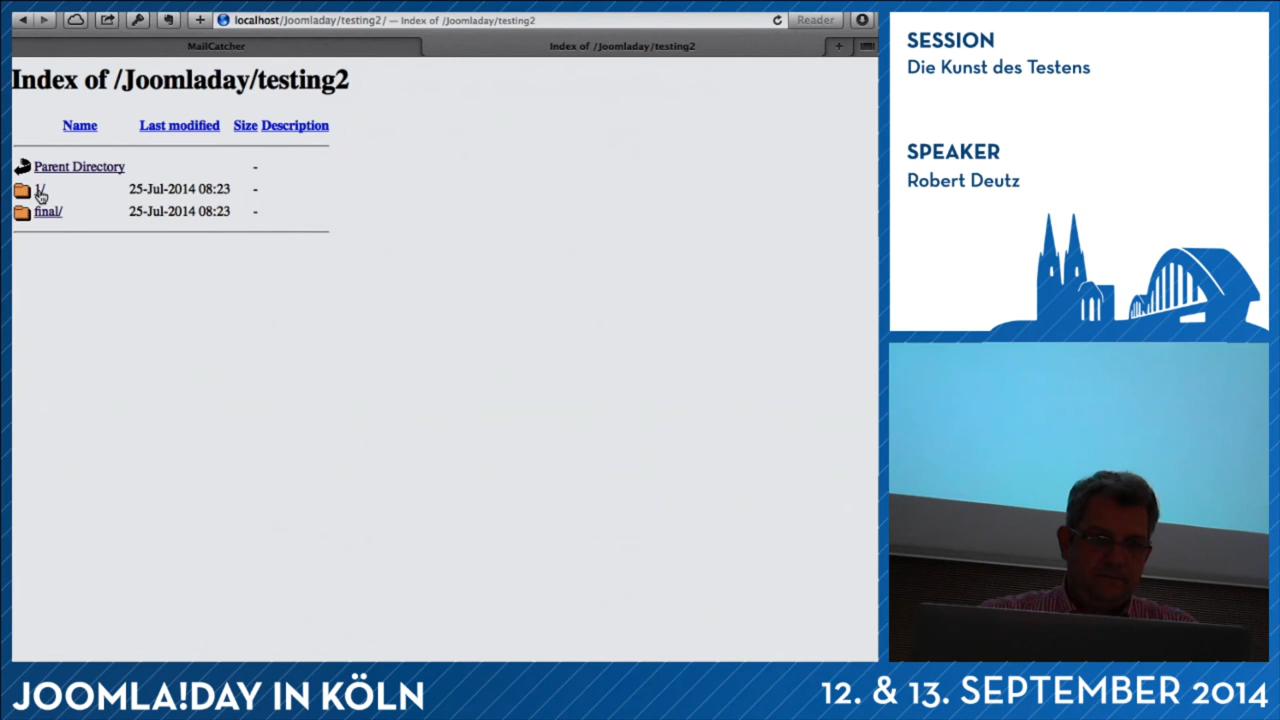 localhost/Joomladay/testing2/ — Index of /Joomladay/testing2
Reader
MailCatcher
Index of /Joomladay/testing2
Index of /Joomladay/testing2
Name Last modified Size Description
Parent Directory -
1/ 25-Jul-2014 08:23 -
final/ 25-Jul-2014 08:23 -
SESSION
Die Kunst des Testens
SPEAKER
Robert Deutz
JOOMLA!DAY IN KÖLN
12. & 13. SEPTEMBER 2014